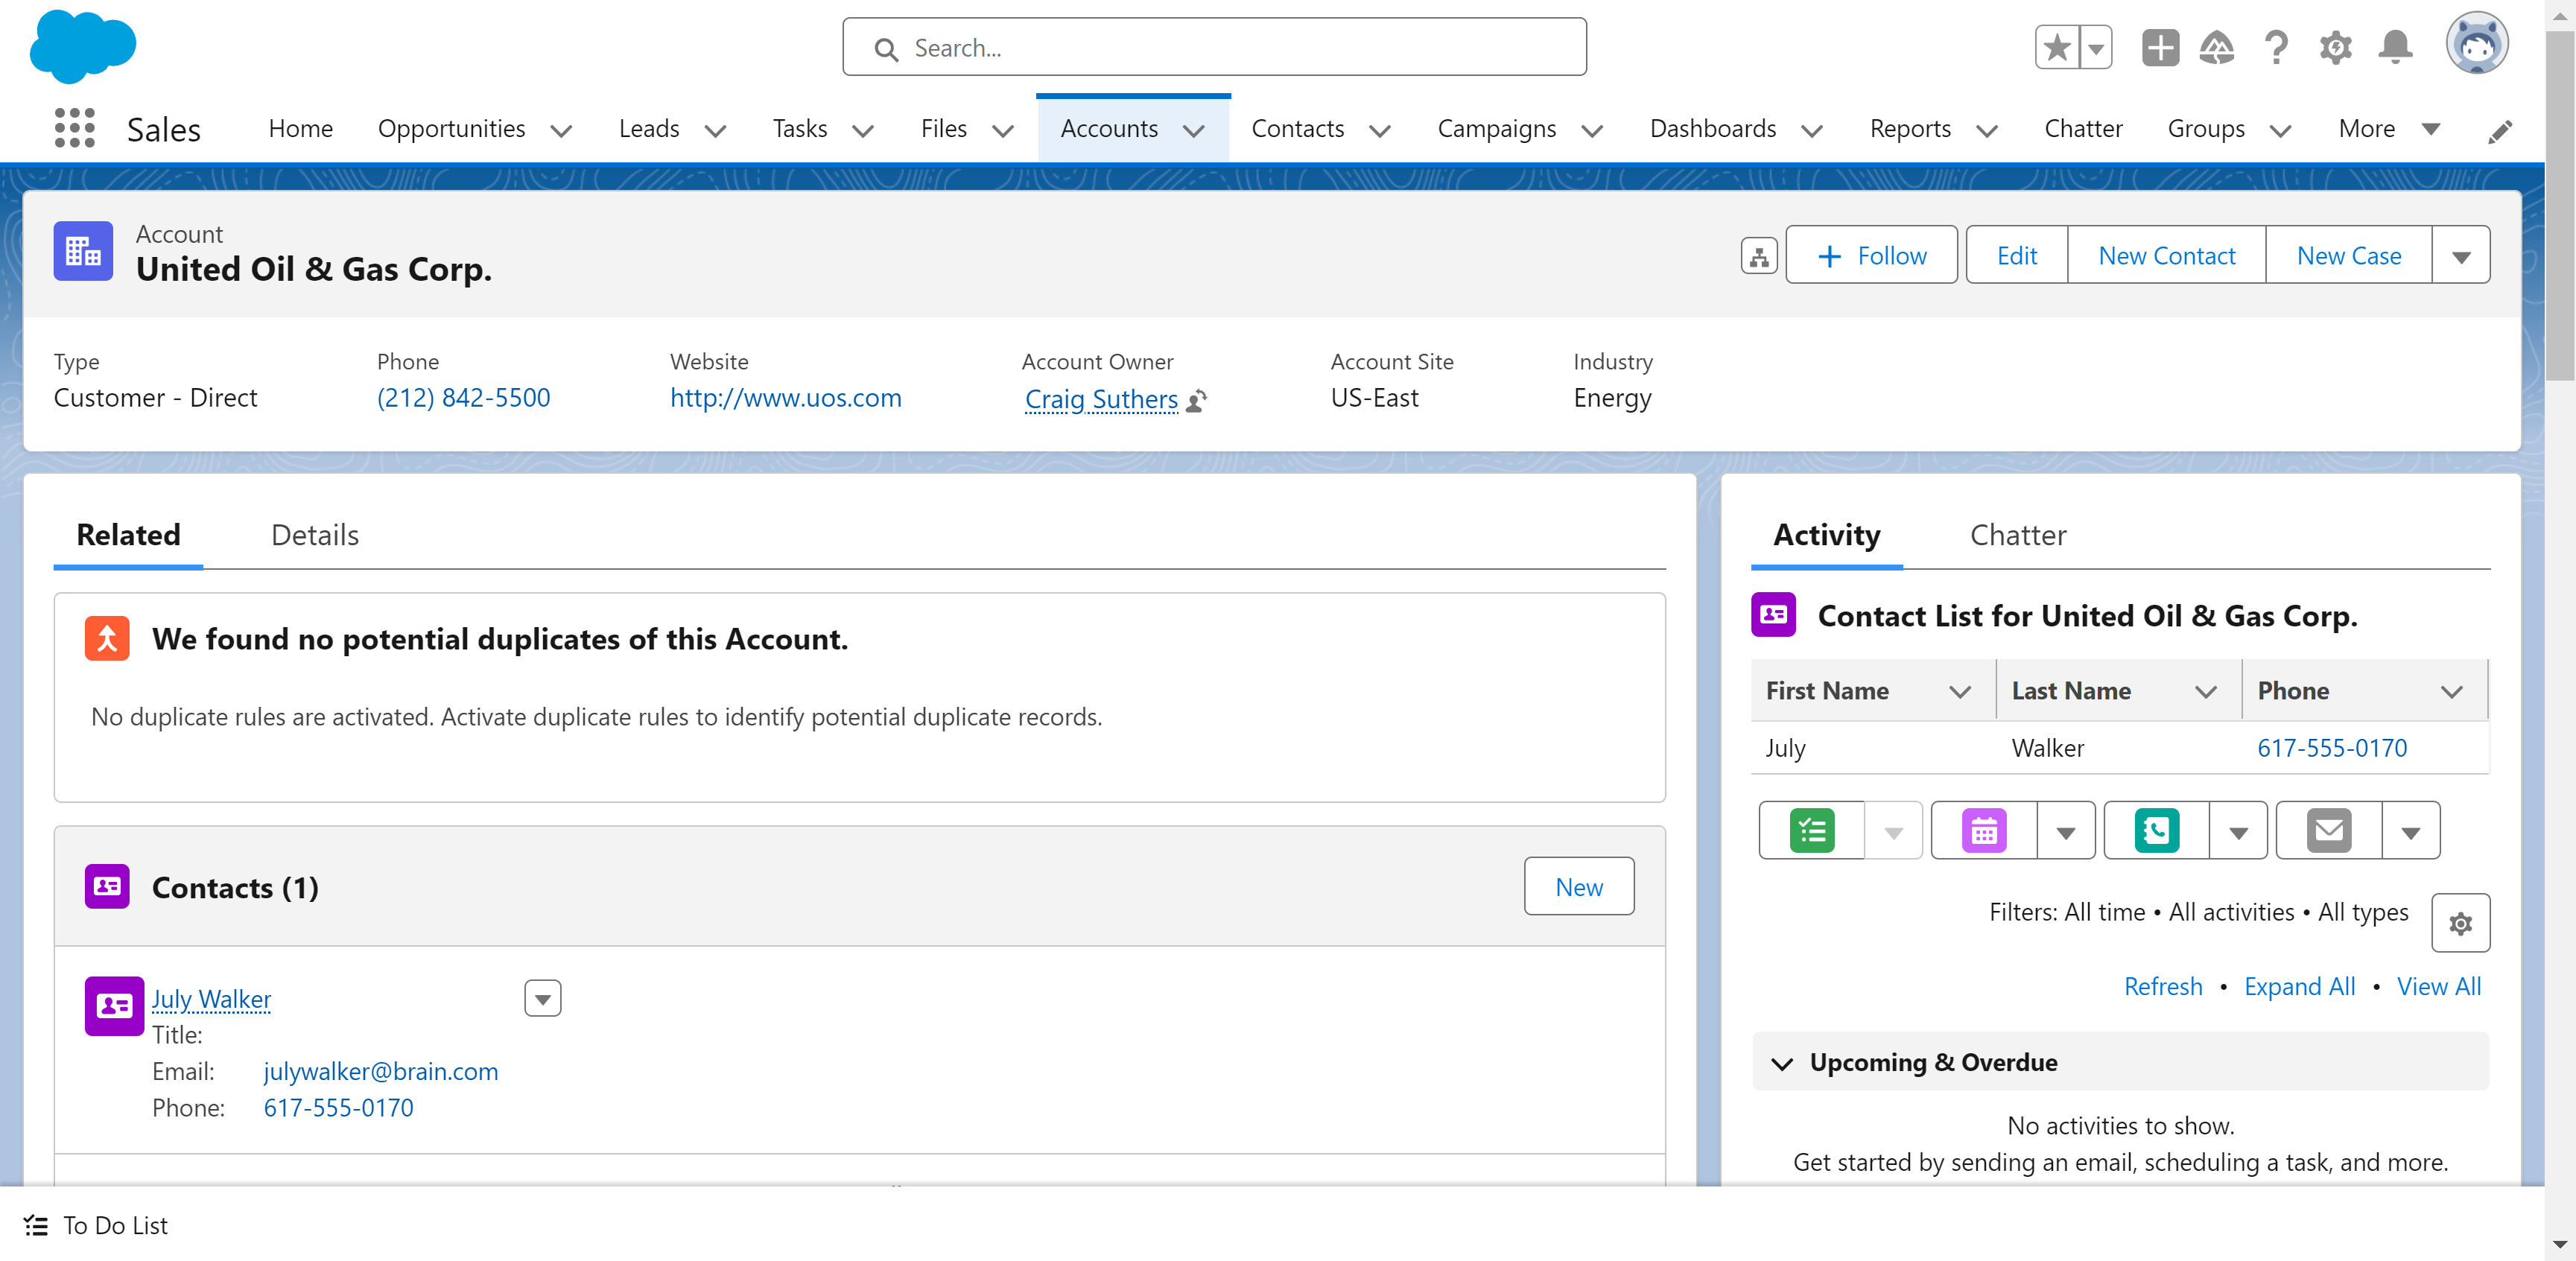 Search...
Sales Home Opportunities Leads Tasks Files Accounts Contacts Campaigns Dashboards Reports Chatter Groups More
Account
United Oil & Gas Corp.
Follow Edit New Contact New Case
Type Phone Website Account Owner Account Site Industry
Customer - Direct (212) 842-5500 http://www.uos.com Craig Suthers US-East Energy
Related Details
We found no potential duplicates of this Account.
No duplicate rules are activated. Activate duplicate rules to identify potential duplicate records.
Contacts (1)
New
July Walker
Title:
Email: julywalker@brain.com
Phone: 617-555-0170
Activity Chatter
Contact List for United Oil & Gas Corp.
First Name Last Name Phone
July Walker 617-555-0170
Filters: All time • All activities • All types
Refresh • Expand All • View All
Upcoming & Overdue
No activities to show.
Get started by sending an email, scheduling a task, and more.
To Do List